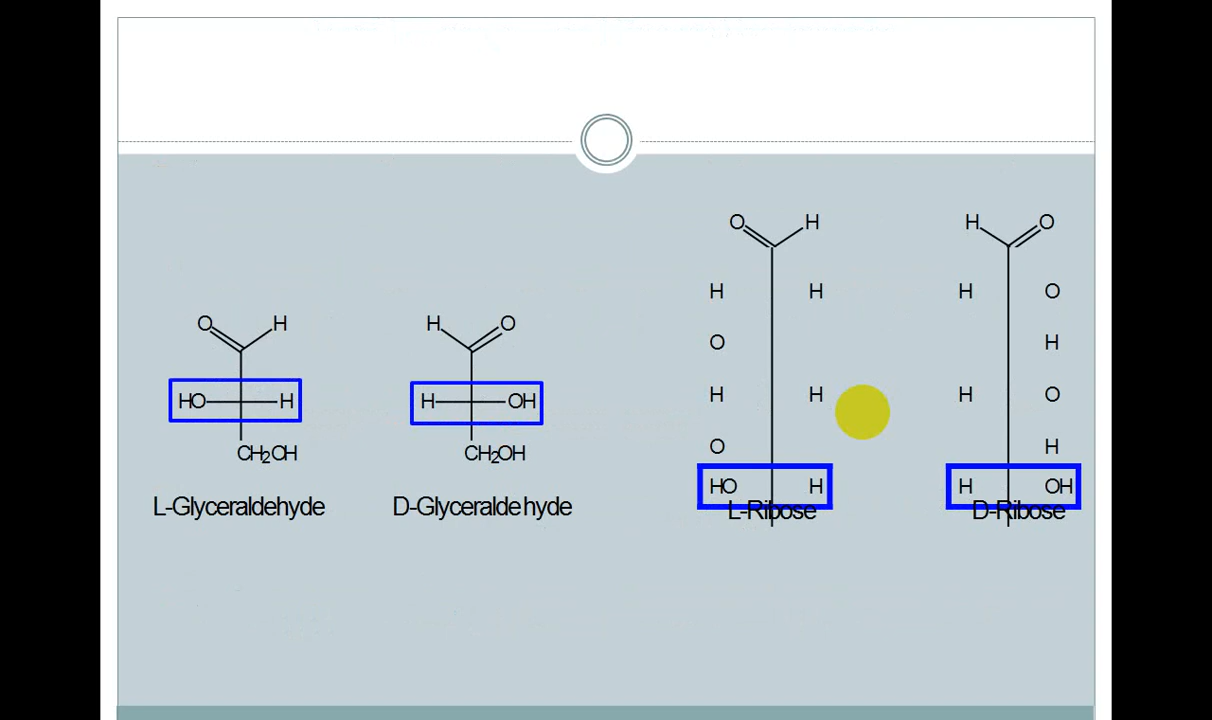 O H
HO H
CH2OH
L-Glyceraldehyde
H O
H OH
CH2OH
D-Glyceraldehyde
O H
H H
O
H H
O
HO H
L-Ribose
H O
H O
H
H O
H
H OH
D-Ribose